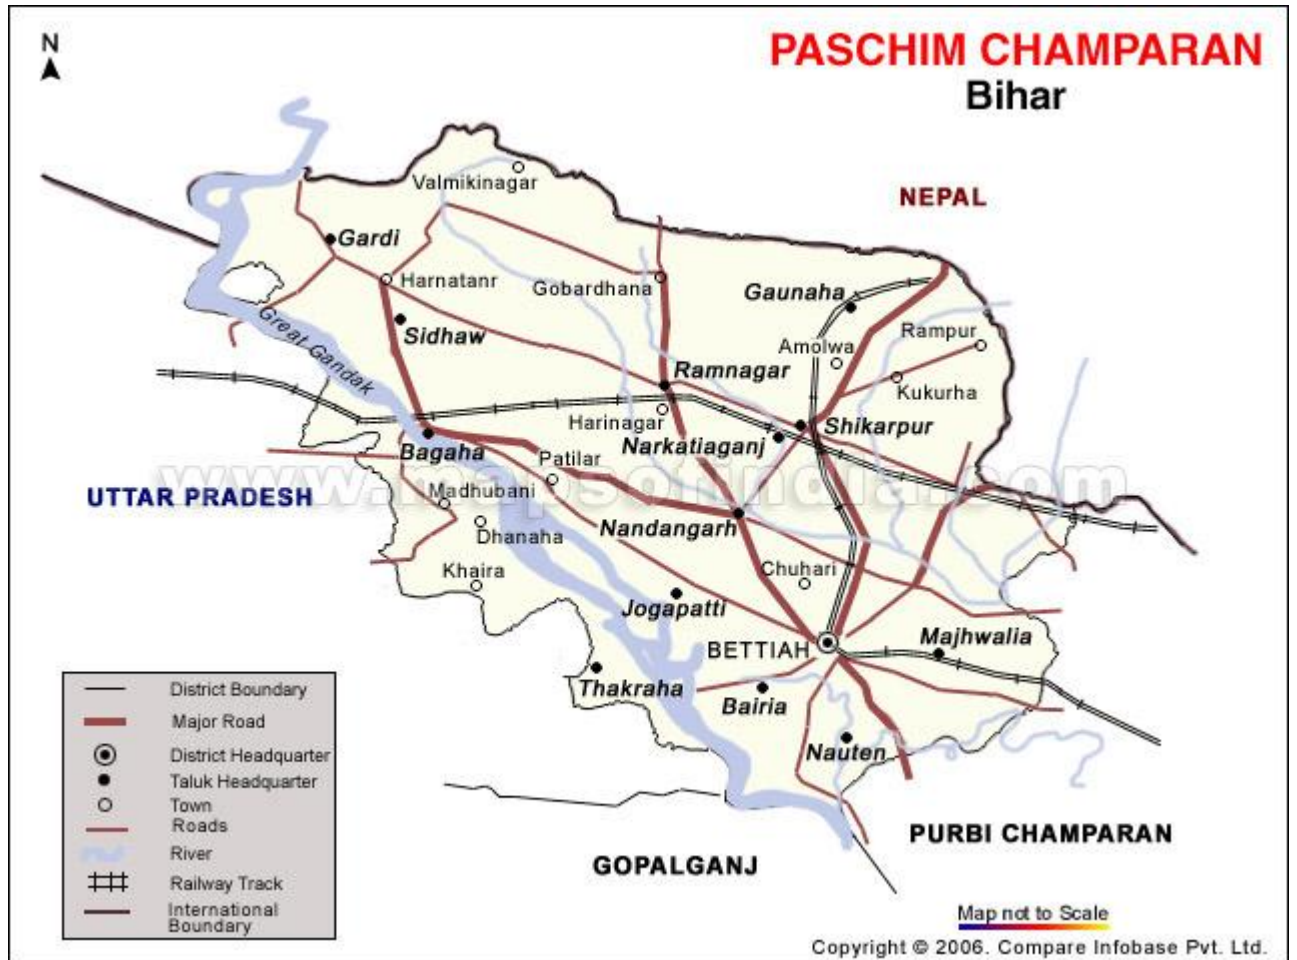 N
PASCHIM CHAMPARAN
Bihar
NEPAL
Valmikinagar
Gardi
Harnatanr
Gobardhana
Gaunaha
Great Gandak
Sidhaw
Rampur
Amolwa
Ramnagar
Kukurha
Harinagar
Shikarpur
Narkatiaganj
Bagaha
Patilar
www.mapsofindia.com
UTTAR PRADESH
Madhubani
Nandangarh
Dhanaha
Khaira
Chuhari
Jogapatti
BETTIAH
Majhwalia
Thakraha
Bairia
Nauten
District Boundary
Major Road
District Headquarter
Taluk Headquarter
Town
Roads
River
Railway Track
International
Boundary
PURBI CHAMPARAN
GOPALGANJ
Map not to Scale
Copyright © 2006. Compare Infobase Pvt. Ltd.